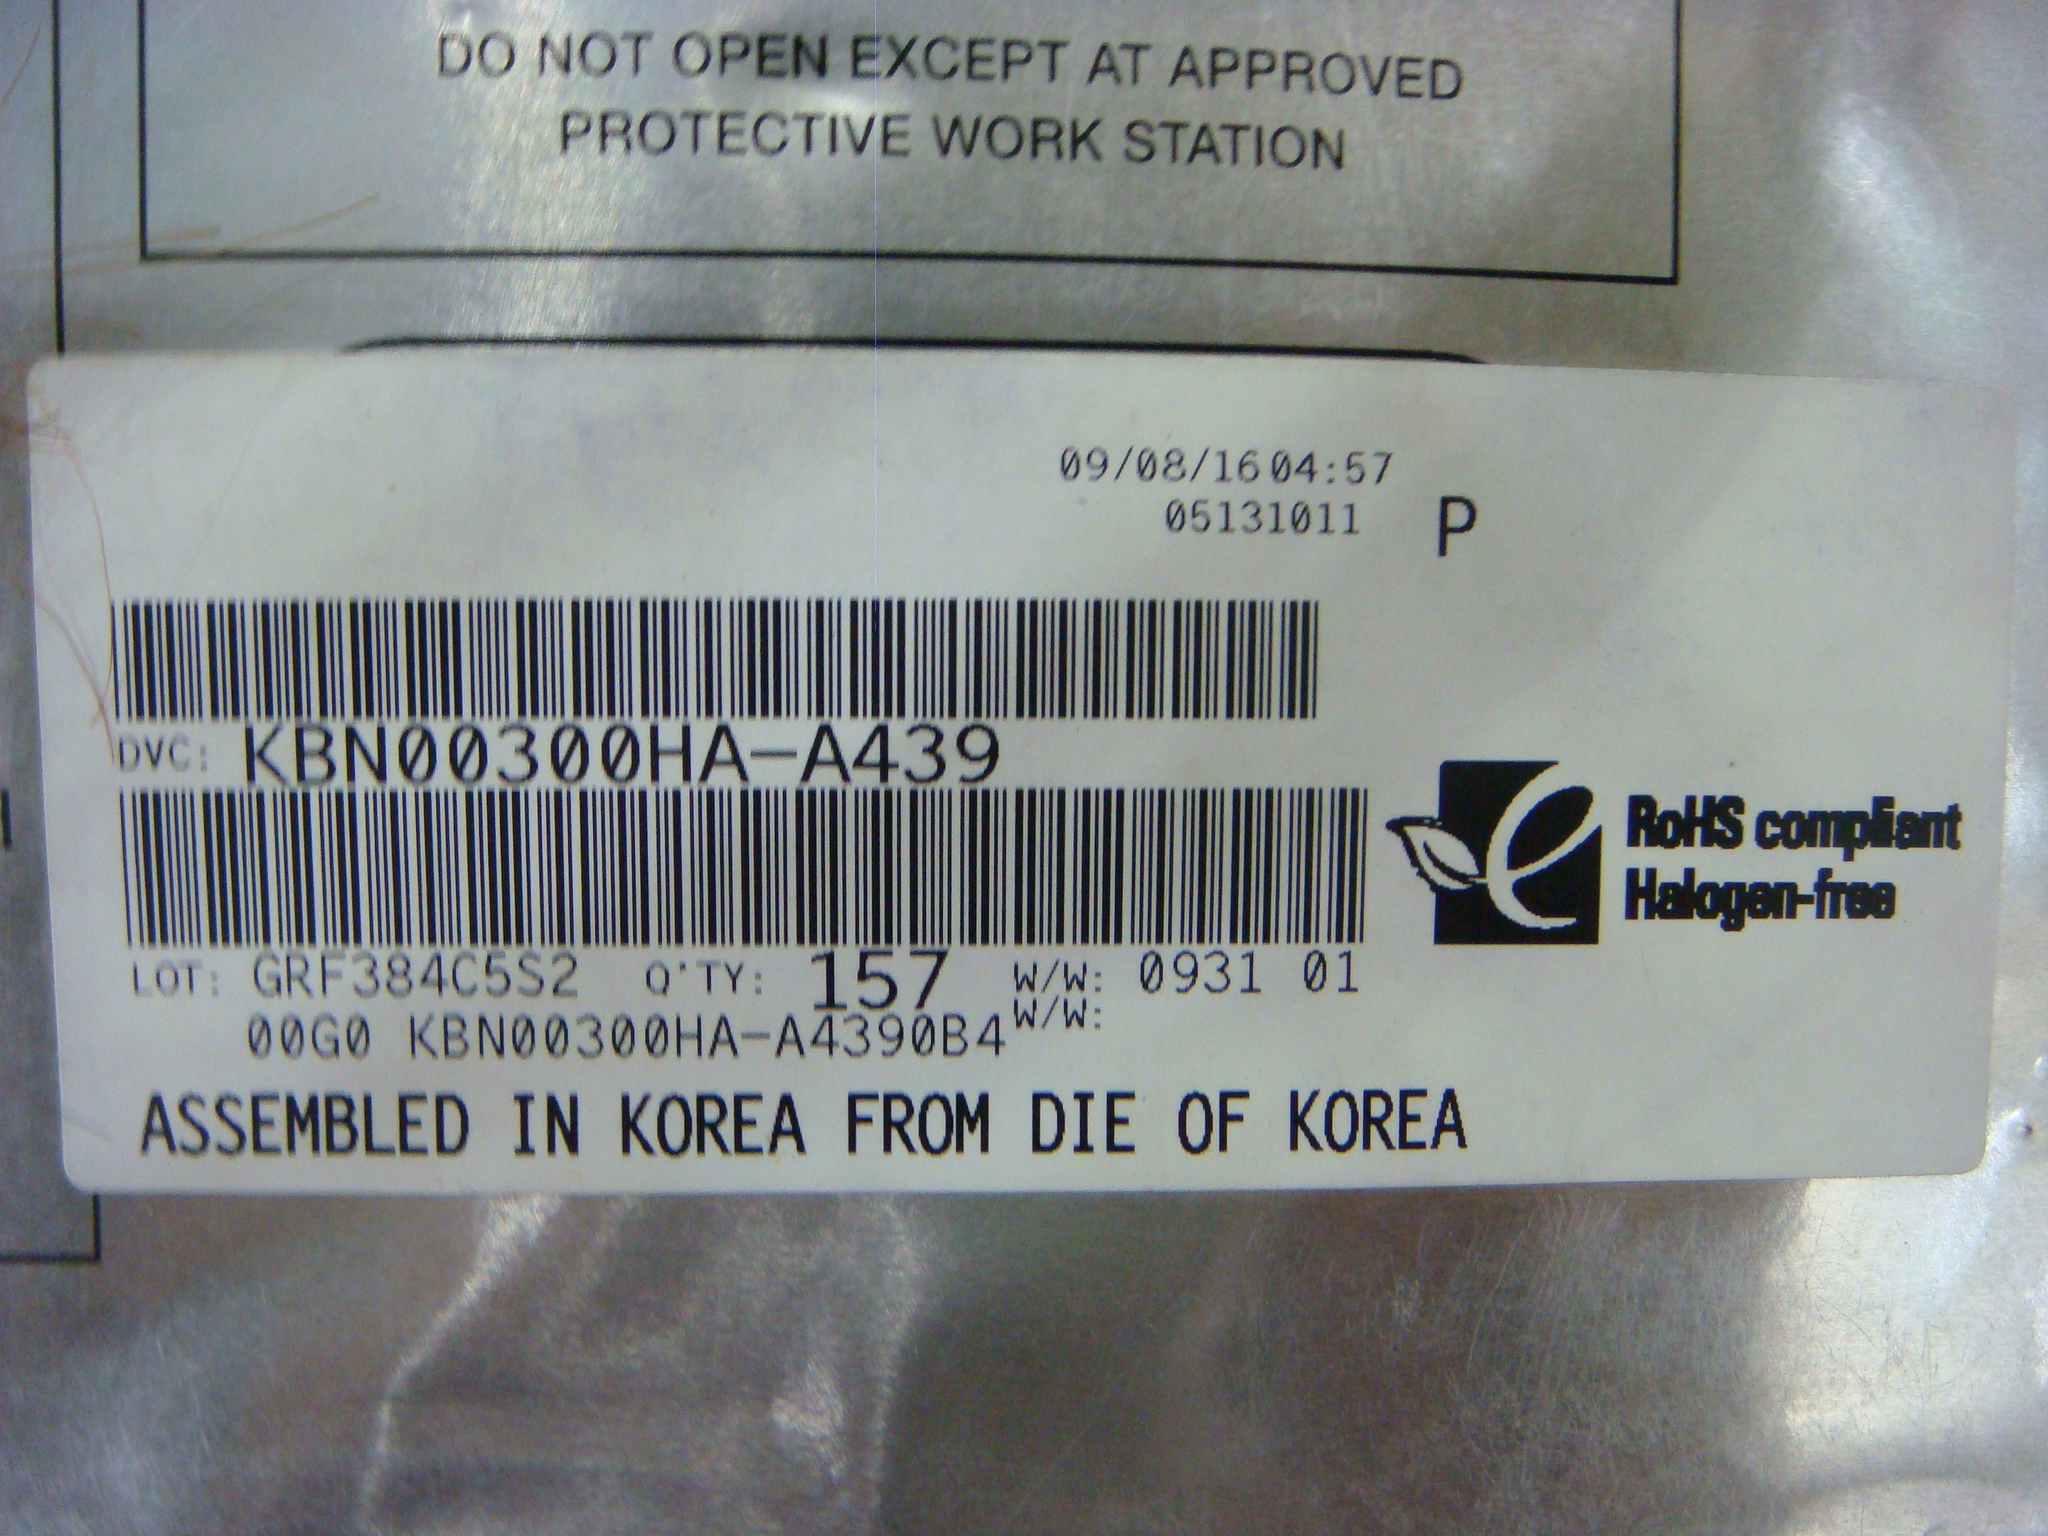 DO NOT OPEN EXCEPT AT APPROVED
PROTECTIVE WORK STATION
09/08/16 04:57
05131011 P
DVC: KBN00300HA-A439
RoHS compliant
Halogen-free
LOT: GRF384C5S2 Q'TY: 157 W/W: 0931 01
W/W:
00G0 KBN00300HA-A4390B4
ASSEMBLED IN KOREA FROM DIE OF KOREA